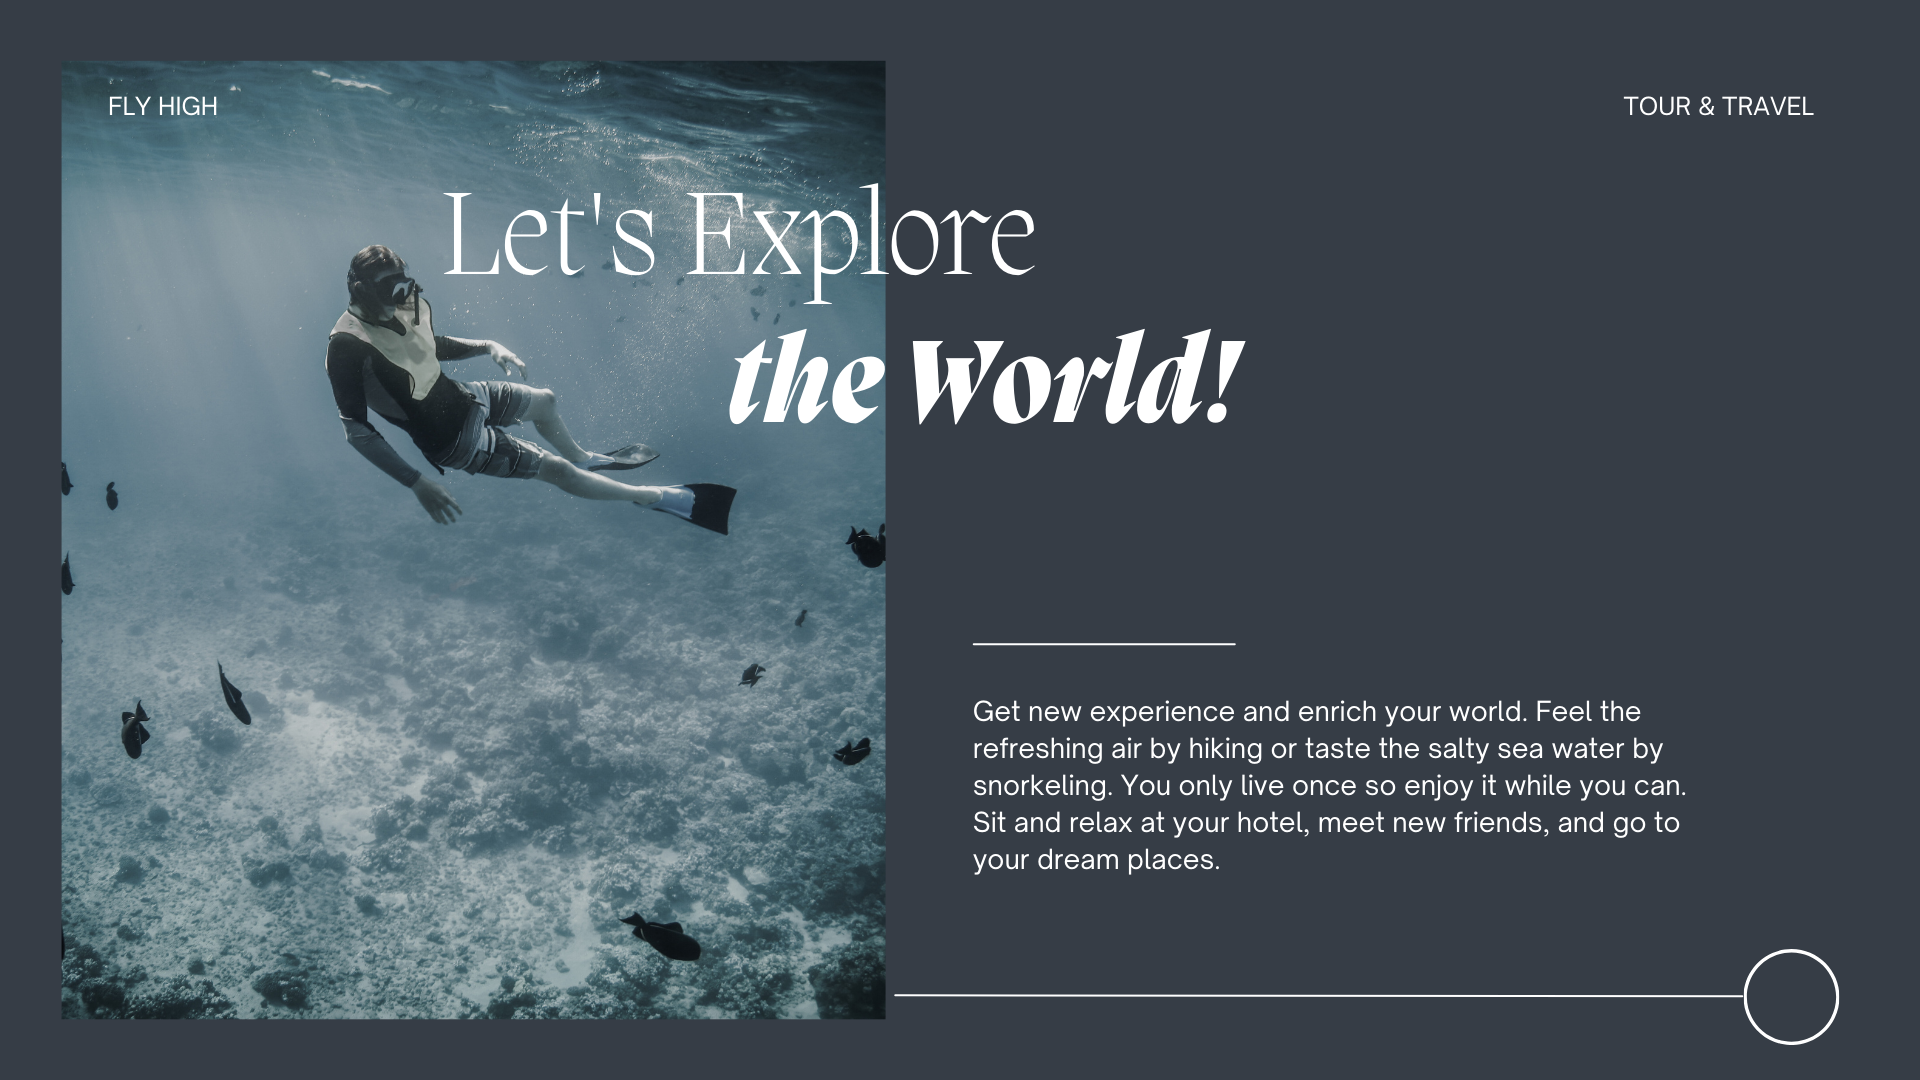 FLY HIGH
TOUR & TRAVEL
Let's Explore
the World!
Get new experience and enrich your world. Feel the
refreshing air by hiking or taste the salty sea water by
snorkeling. You only live once so enjoy it while you can.
Sit and relax at your hotel, meet new friends, and go to
your dream places.